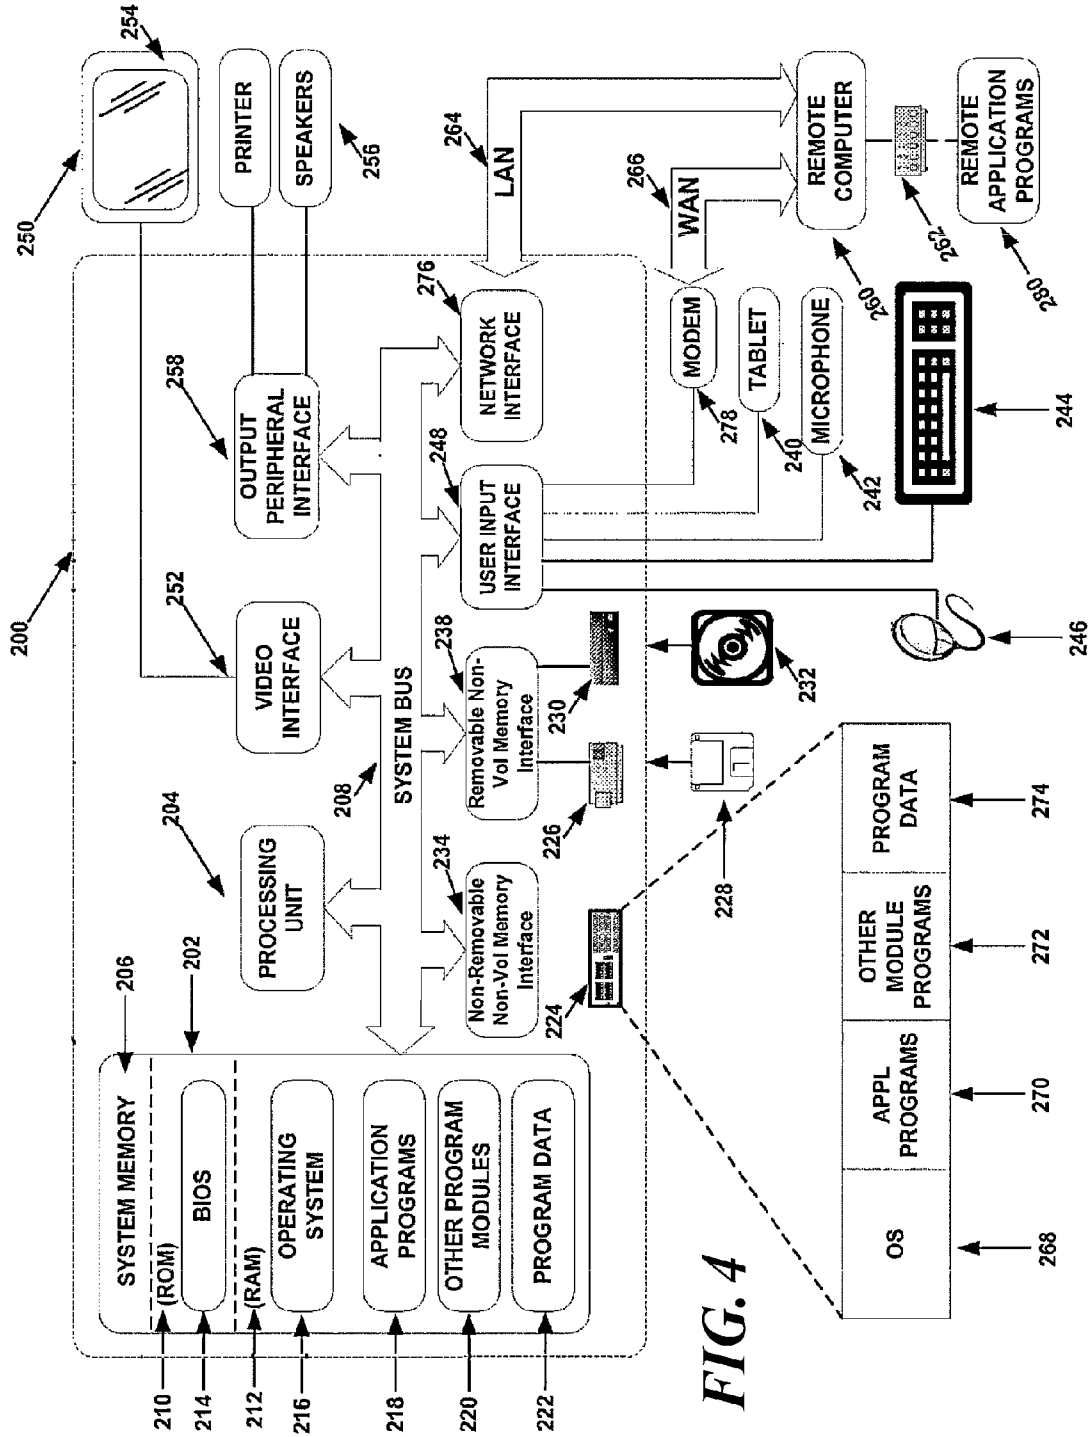 200
206
202
SYSTEM MEMORY
210
(ROM)
214
BIOS
212
(RAM)
216
OPERATING
SYSTEM
218
APPLICATION
PROGRAMS
220
OTHER PROGRAM
MODULES
222
PROGRAM DATA
204
PROCESSING
UNIT
208
SYSTEM BUS
252
VIDEO
INTERFACE
258
OUTPUT
PERIPHERAL
INTERFACE
250
254
PRINTER
SPEAKERS
256
234
Non-Removable
Non-Vol Memory
Interface
238
Removable Non-
Vol Memory
Interface
248
USER INPUT
INTERFACE
276
NETWORK
INTERFACE
264
LAN
266
WAN
224
226
230
228
232
MODEM
278
TABLET
240
MICROPHONE
242
REMOTE
COMPUTER
260
262
REMOTE
APPLICATION
PROGRAMS
280
244
246
OS
APPL
PROGRAMS
OTHER
MODULE
PROGRAMS
PROGRAM
DATA
268
270
272
274
FIG. 4